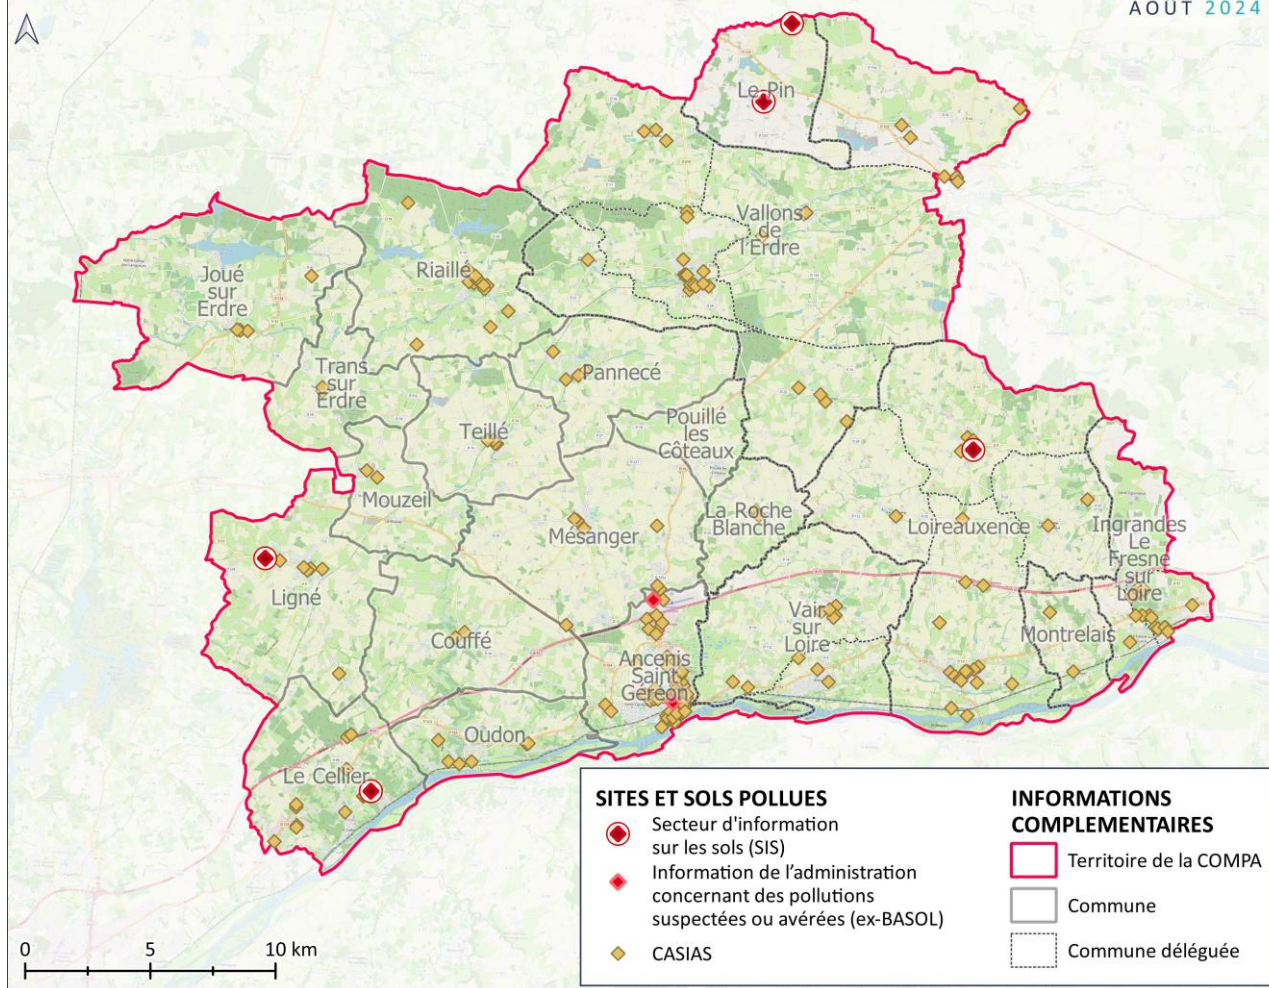 AOUT 2024
Le Pin
Vallons
de
l'Erdre
Joué
sur
Erdre
Riaillé
Trans
sur
Erdre
Pannecé
Teillé
Pouillé
les
Côteaux
Mouzeil
Mésanger
La Roche
Blanche
Loireauxence
Ingrandes
Le
Fresne
sur
Loire
Ligné
Couffé
Vair
sur
Loire
Montrelais
Ancenis
Saint
Géréon
Oudon
Le Cellier
SITES ET SOLS POLLUES
Secteur d'information
sur les sols (SIS)
Information de l'administration
concernant des pollutions
suspectées ou avérées (ex-BASOL)
CASIAS
INFORMATIONS
COMPLEMENTAIRES
Territoire de la COMPA
Commune
Commune déléguée
0 5 10 km